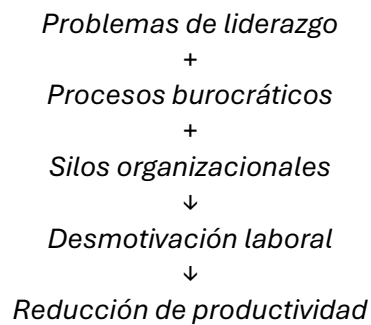 Problemas de liderazgo
+
Procesos burocráticos
+
Silos organizacionales
↓
Desmotivación laboral
↓
Reducción de productividad